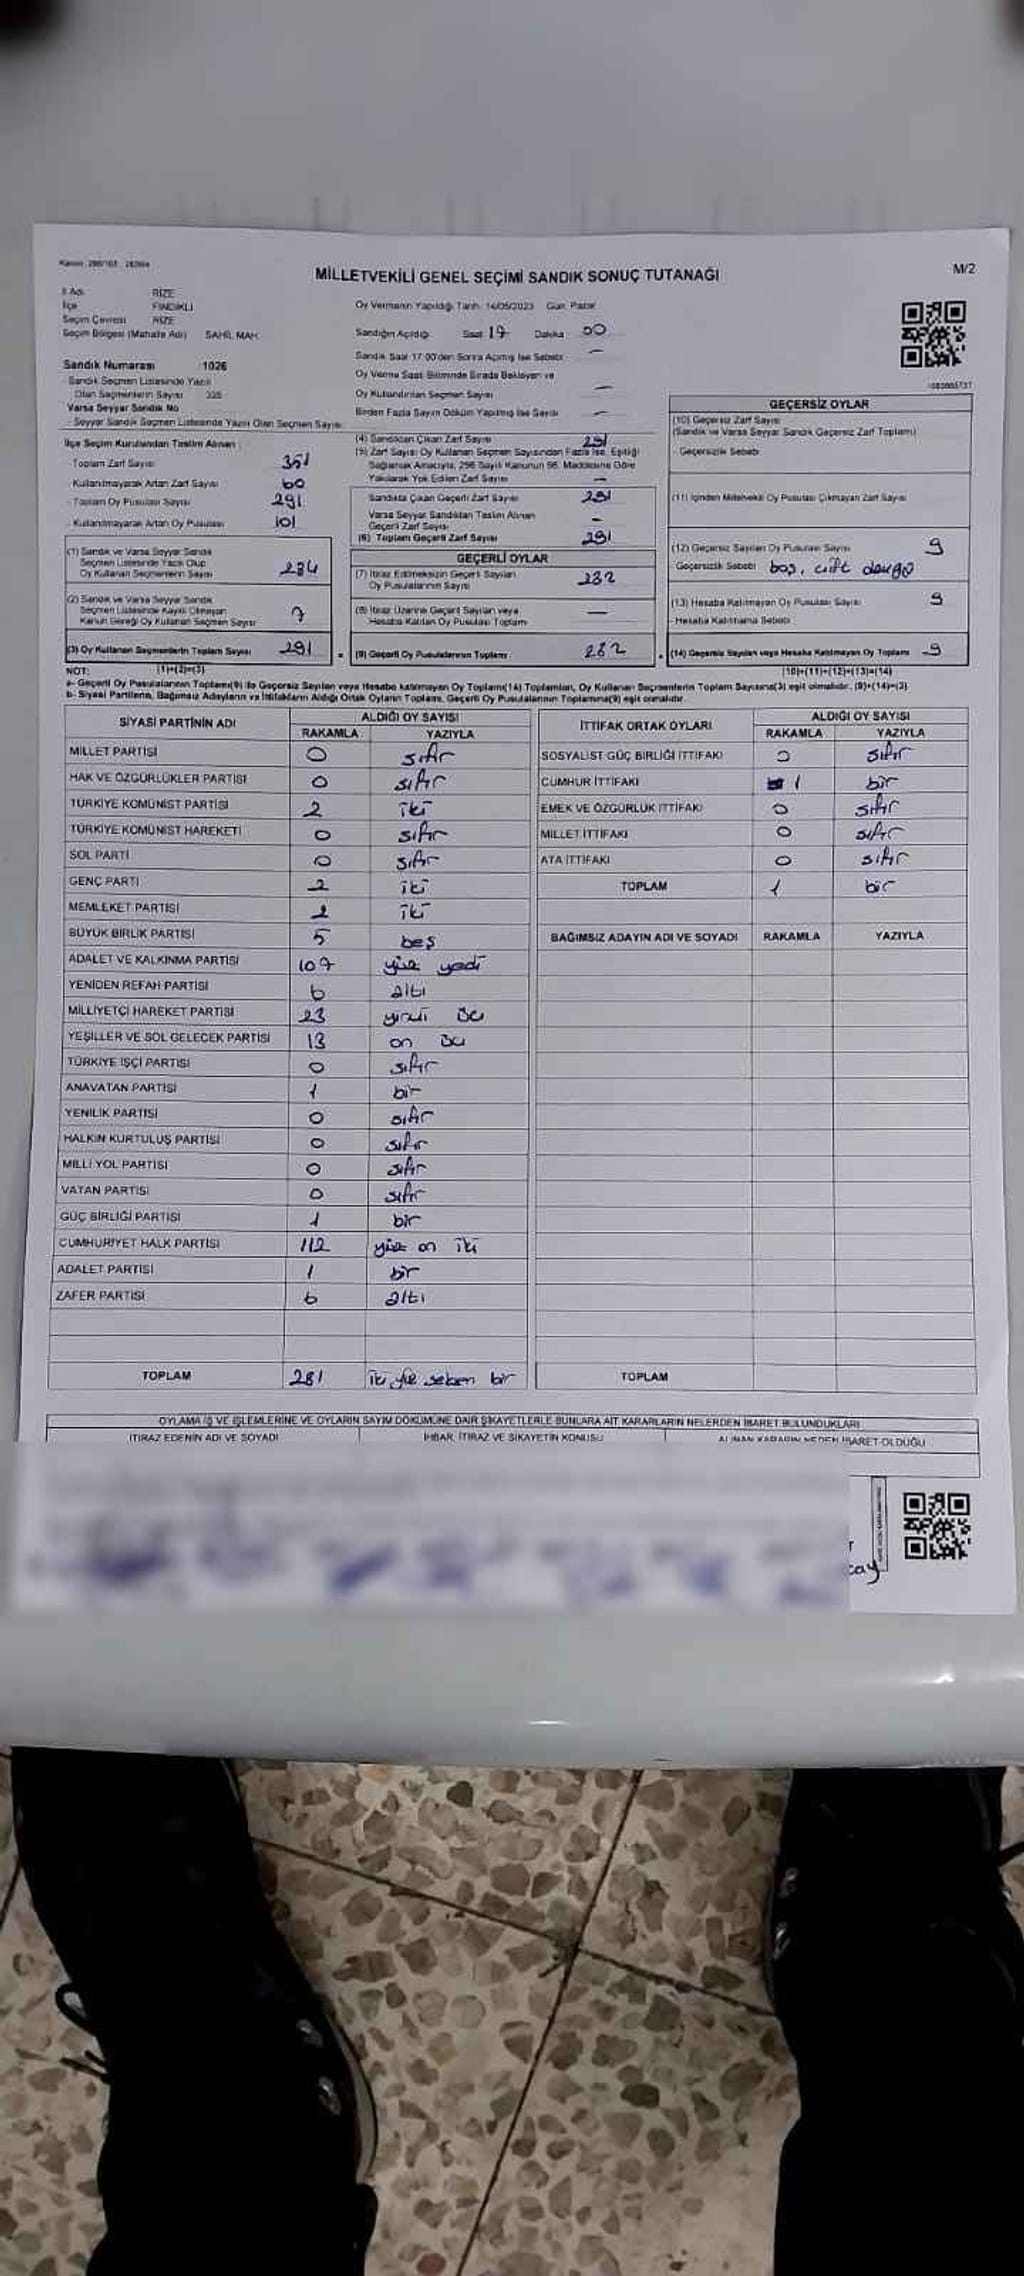 MİLLETVEKİLİ GENEL SEÇİMİ SANDIK SONUÇ TUTANAĞI
M/2
İl Adı RİZE
İlçe FINDIKLI
Seçim Çevresi RİZE
Seçim Bölgesi (Mahalle Adı) SAHİL MAH.
Oy Vermenin Yapıldığı Tarih: 14/05/2023 Gün: Pazar
Sandığın Açıldığı Saat 17 Dakika 00
Sandık Saat 17.00'den Sonra Açılmış İse Sebebi —
Oy Verme Saat Bitiminde Sırada Bekleyen ve
Oy Kullandırılan Seçmen Sayısı —
Birden Fazla Sayım Döküm Yapılmış İse Sayısı —
Sandık Numarası 1026
Sandık Seçmen Listesinde Yazılı
Olan Seçmenlerin Sayısı 335
Varsa Seyyar Sandık No
Seyyar Sandık Seçmen Listesinde Yazılı Olan Seçmen Sayısı
İlçe Seçim Kurulundan Teslim Alınan :
- Toplam Zarf Sayısı 351
- Kullanılmayarak Artan Zarf Sayısı 60
- Toplam Oy Pusulası Sayısı 291
- Kullanılmayarak Artan Oy Pusulası 101
(1) Sandık ve Varsa Seyyar Sandık
Seçmen Listesinde Yazılı Olup
Oy Kullanan Seçmenlerin Sayısı 284
(2) Sandık ve Varsa Seyyar Sandık
Seçmen Listesinde Kayıtlı Olmayan
Kanun Gereği Oy Kullanan Seçmen Sayısı 7
(3) Oy Kullanan Seçmenlerin Toplam Sayısı 291
(4) Sandıktan Çıkan Zarf Sayısı 291
(5) Zarf Sayısı Oy Kullanan Seçmen Sayısından Fazla İse, Eşitliği
Sağlamak Amacıyla, 298 Sayılı Kanunun 98. Maddesine Göre
Yakılarak Yok Edilen Zarf Sayısı —
Sandıkta Çıkan Geçerli Zarf Sayısı 291
Varsa Seyyar Sandıktan Teslim Alınan
Geçerli Zarf Sayısı -
(6) Toplam Geçerli Zarf Sayısı 291
GEÇERLİ OYLAR
(7) İtiraz Edilmeksizin Geçerli Sayılan
Oy Pusulalarının Sayısı 282
(8) İtiraz Üzerine Geçerli Sayılan veya
Hesaba Katılan Oy Pusulası Toplamı —
(9) Geçerli Oy Pusulalarının Toplamı 282
GEÇERSİZ OYLAR
(10) Geçersiz Zarf Sayısı
(Sandık ve Varsa Seyyar Sandık Geçersiz Zarf Toplamı)
- Geçersizlik Sebebi
(11) İçinden Milletvekili Oy Pusulası Çıkmayan Zarf Sayısı
(12) Geçersiz Sayılan Oy Pusulası Sayısı 9
Geçersizlik Sebebi boş, çift damga
(13) Hesaba Katılmayan Oy Pusulası Sayısı 9
- Hesaba Katılmama Sebebi
(14) Geçersiz Sayılan veya Hesaba Katılmayan Oy Toplamı 9
NOT: (1)+(2)=(3)
(10)+(11)+(12)+(13)=(14)
a- Geçerli Oy Pusulalarının Toplamı(9) ile Geçersiz Sayılan veya Hesaba katılmayan Oy Toplamı(14) Toplamları, Oy Kullanan Seçmenlerin Toplam Sayısına(3) eşit olmalıdır. (9)+(14)=(3)
b- Siyasi Partilerin, Bağımsız Adayların ve İttifakların Aldığı Ortak Oyların Toplamı, Geçerli Oy Pusulalarının Toplamına(9) eşit olmalıdır.
SİYASİ PARTİNİN ADI ALDIĞI OY SAYISI
RAKAMLA YAZIYLA
MİLLET PARTİSİ 0 sıfır
HAK VE ÖZGÜRLÜKLER PARTİSİ 0 sıfır
TÜRKİYE KOMÜNİST PARTİSİ 2 iki
TÜRKİYE KOMÜNİST HAREKETİ 0 sıfır
SOL PARTİ 0 sıfır
GENÇ PARTİ 2 iki
MEMLEKET PARTİSİ 2 iki
BÜYÜK BİRLİK PARTİSİ 5 beş
ADALET VE KALKINMA PARTİSİ 107 yüz yedi
YENİDEN REFAH PARTİSİ 6 altı
MİLLİYETÇİ HAREKET PARTİSİ 23 yirmi üç
YEŞİLLER VE SOL GELECEK PARTİSİ 13 on üç
TÜRKİYE İŞÇİ PARTİSİ 0 sıfır
ANAVATAN PARTİSİ 1 bir
YENİLİK PARTİSİ 0 sıfır
HALKIN KURTULUŞ PARTİSİ 0 sıfır
MİLLİ YOL PARTİSİ 0 sıfır
VATAN PARTİSİ 0 sıfır
GÜÇ BİRLİĞİ PARTİSİ 1 bir
CUMHURİYET HALK PARTİSİ 112 yüz on iki
ADALET PARTİSİ 1 bir
ZAFER PARTİSİ 6 altı
TOPLAM 281 iki yüz seksen bir
İTTİFAK ORTAK OYLARI ALDIĞI OY SAYISI
RAKAMLA YAZIYLA
SOSYALİST GÜÇ BİRLİĞİ İTTİFAKI 0 sıfır
CUMHUR İTTİFAKI 1 bir
EMEK VE ÖZGÜRLÜK İTTİFAKI 0 sıfır
MİLLET İTTİFAKI 0 sıfır
ATA İTTİFAKI 0 sıfır
TOPLAM 1 bir
BAĞIMSIZ ADAYIN ADI VE SOYADI RAKAMLA YAZIYLA
TOPLAM
OYLAMA İŞ VE İŞLEMLERİNE VE OYLARIN SAYIM DÖKÜMÜNE DAİR ŞİKAYETLERLE BUNLARA AİT KARARLARIN NELERDEN İBARET BULUNDUKLARI
İTİRAZ EDENİN ADI VE SOYADI İHBAR, İTİRAZ VE ŞİKAYETİN KONUSU ALINAN KARARIN NEDEN İBARET OLDUĞU